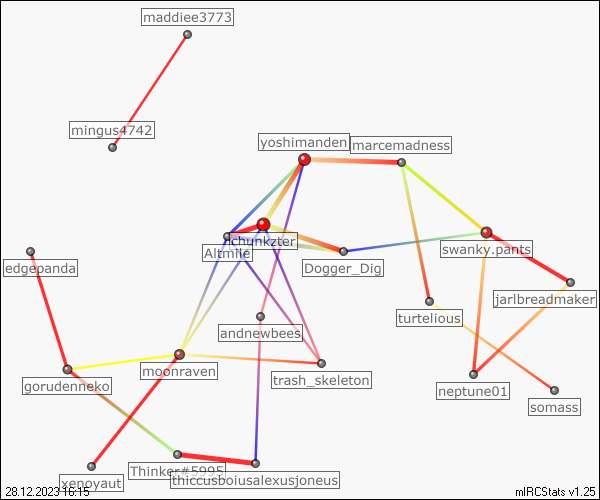 maddiee3773
mingus4742
yoshimanden
marcemadness
chunkzter
Altmile
swanky.pants
Dogger_Dig
edgepanda
jarlbreadmaker
turtelious
andnewbees
moonraven
trash_skeleton
gorudenneko
neptune01
somass
Thinker#5995
thiccusboiusalexusjoneus
xenoyaut
28.12.2023 16:15
mIRCStats v1.25